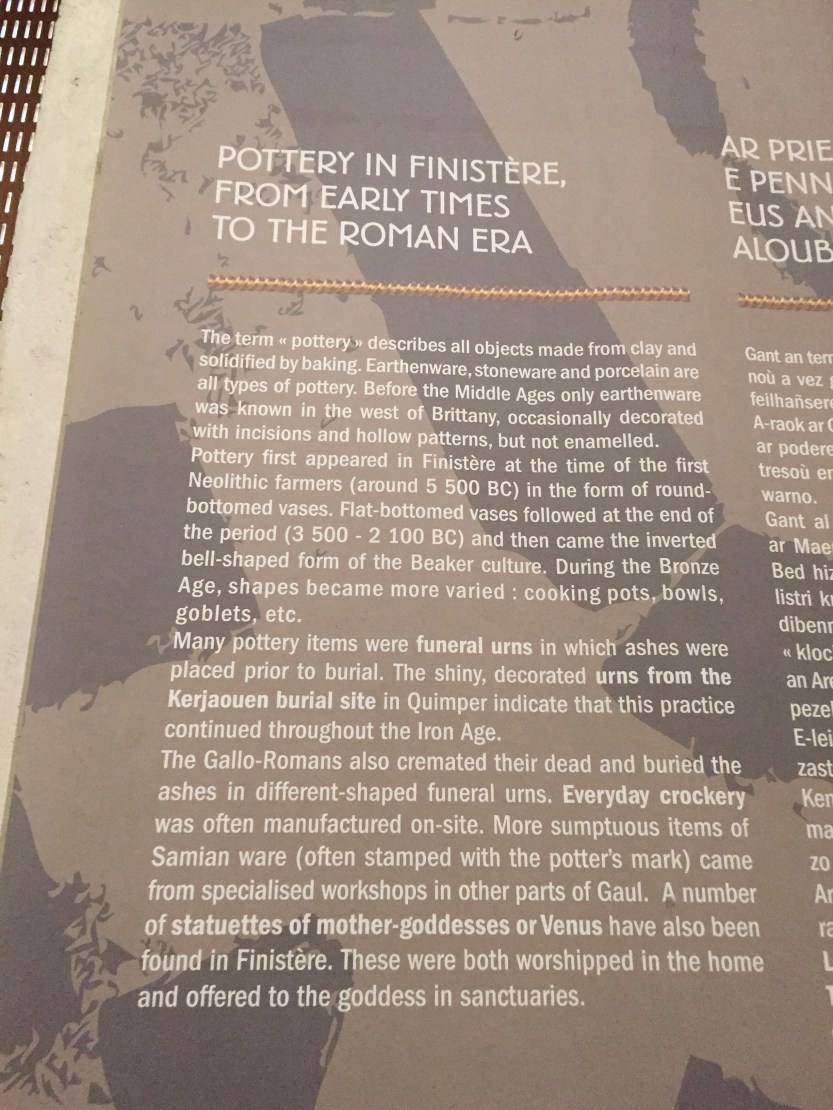 POTTERY IN FINISTÈRE,
FROM EARLY TIMES
TO THE ROMAN ERA
The term « pottery » describes all objects made from clay and
solidified by baking. Earthenware, stoneware and porcelain are
all types of pottery. Before the Middle Ages only earthenware
was known in the west of Brittany, occasionally decorated
with incisions and hollow patterns, but not enamelled.
Pottery first appeared in Finistère at the time of the first
Neolithic farmers (around 5 500 BC) in the form of round-
bottomed vases. Flat-bottomed vases followed at the end of
the period (3 500 - 2 100 BC) and then came the inverted
bell-shaped form of the Beaker culture. During the Bronze
Age, shapes became more varied : cooking pots, bowls,
goblets, etc.
Many pottery items were funeral urns in which ashes were
placed prior to burial. The shiny, decorated urns from the
Kerjaouen burial site in Quimper indicate that this practice
continued throughout the Iron Age.
The Gallo-Romans also cremated their dead and buried the
ashes in different-shaped funeral urns. Everyday crockery
was often manufactured on-site. More sumptuous items of
Samian ware (often stamped with the potter's mark) came
from specialised workshops in other parts of Gaul. A number
of statuettes of mother-goddesses or Venus have also been
found in Finistère. These were both worshipped in the home
and offered to the goddess in sanctuaries.
AR PRIE
E PENN
EUS AN
ALOUB
Gant an term
noù a vez
feilhañsere
A-raok ar
ar podere
tresoù er
warno.
Gant al
ar Mae
Bed hiz
listri k
dibenn
« kloc
an Are
pezel
E-lei
zast
Ken
ma
zo
Ar
ra
L